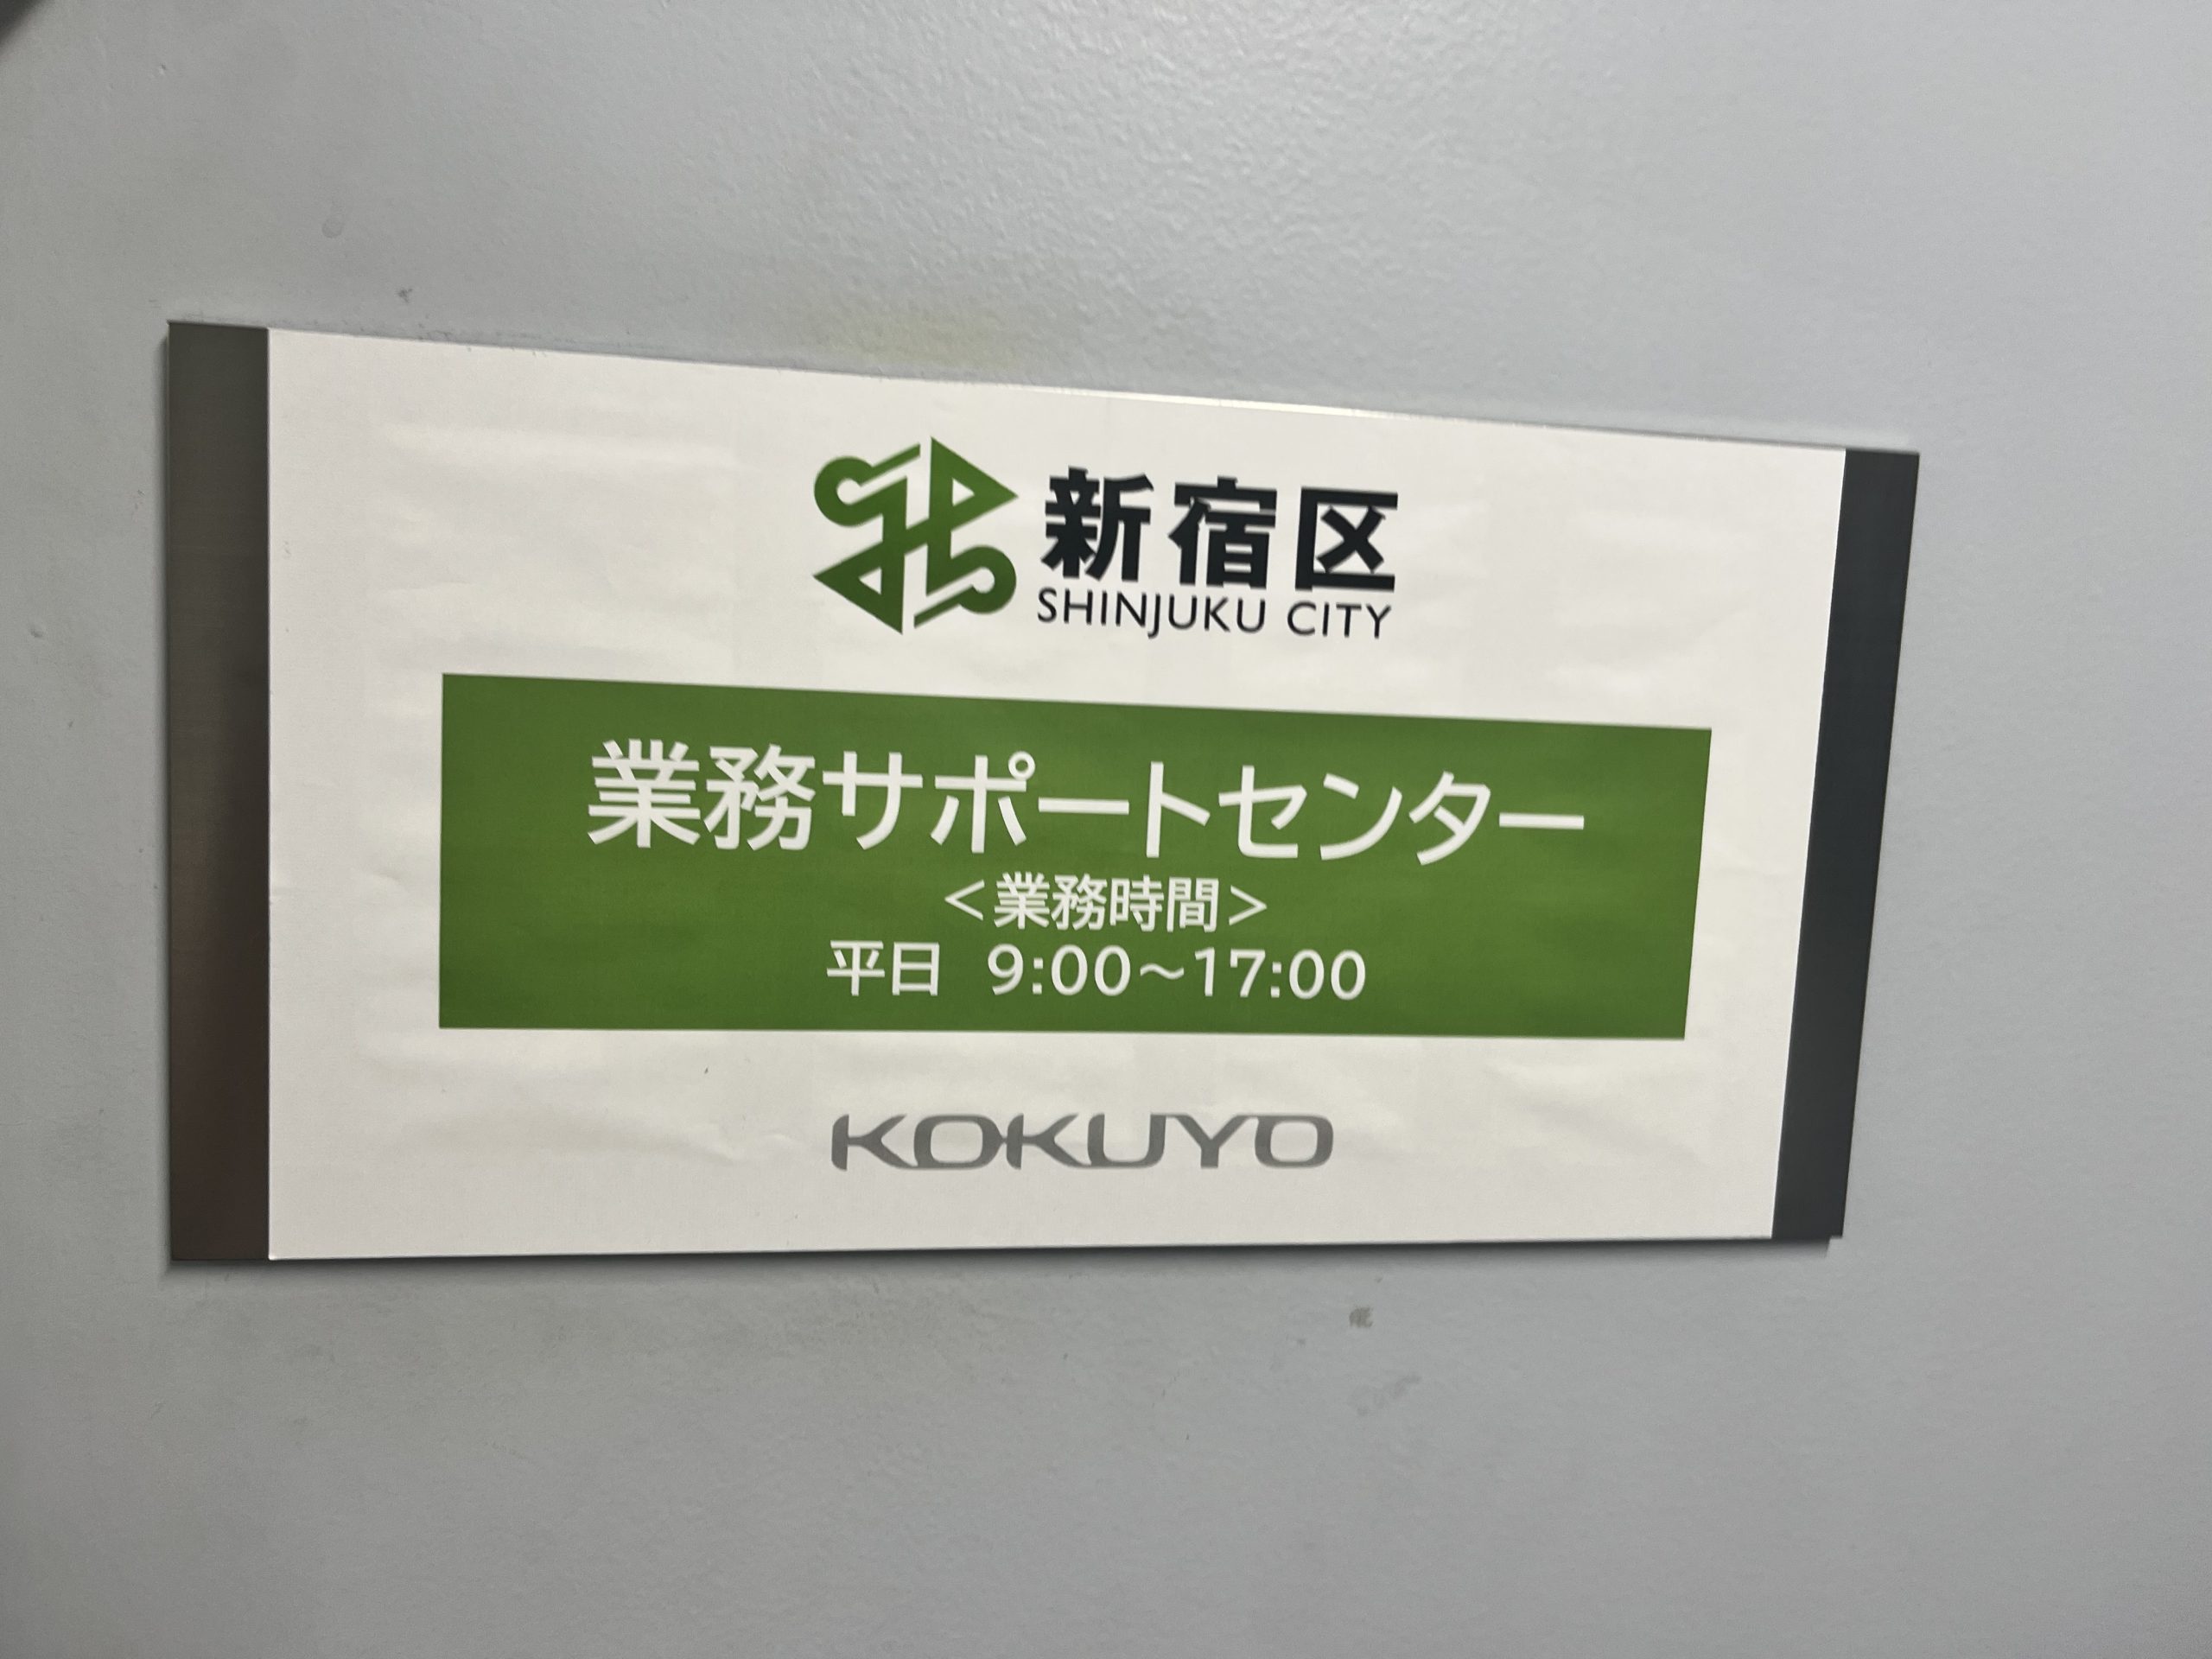 新宿区
SHINJUKU CITY
業務サポートセンター
＜業務時間＞
平日 9:00～17:00
KOKUYO